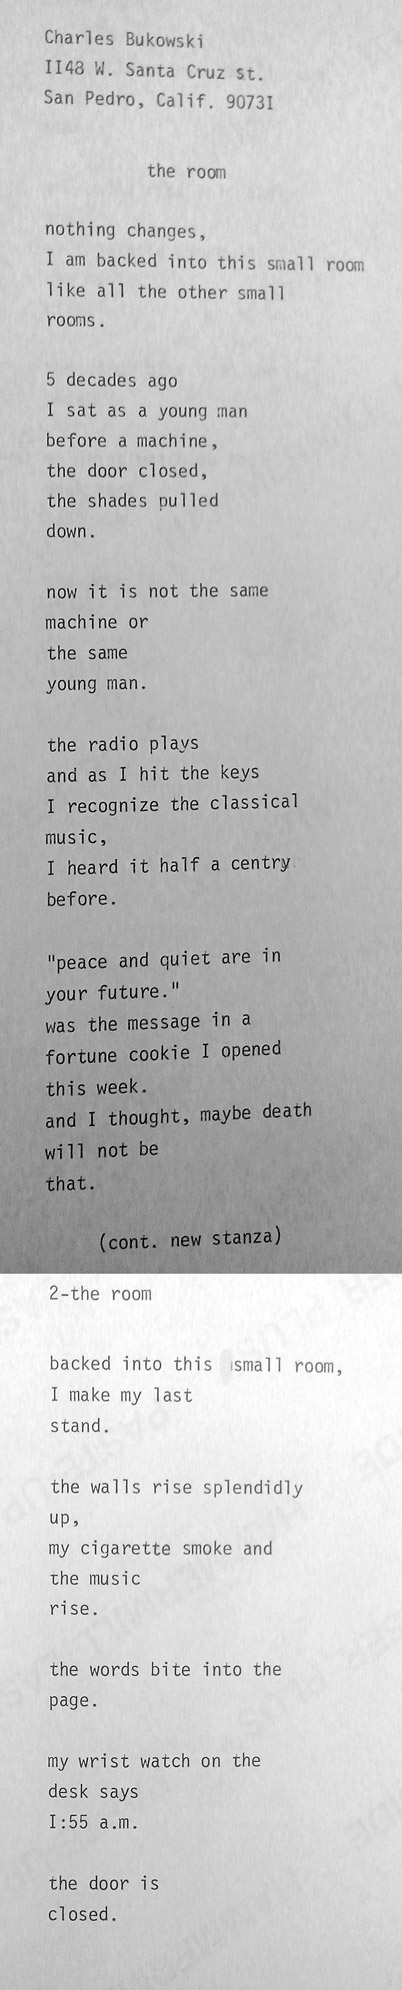 Charles Bukowski
II48 W. Santa Cruz St.
San Pedro, Calif. 9073I
the room
nothing changes,
I am backed into this small room
like all the other small
rooms.
5 decades ago
I sat as a young man
before a machine,
the door closed,
the shades pulled
down.
now it is not the same
machine or
the same
young man.
the radio plays
and as I hit the keys
I recognize the classical
music,
I heard it half a centry
before.
"peace and quiet are in
your future."
was the message in a
fortune cookie I opened
this week.
and I thought, maybe death
will not be
that.
(cont. new stanza)
2-the room
backed into this small room,
I make my last
stand.
the walls rise splendidly
up,
my cigarette smoke and
the music
rise.
the words bite into the
page.
my wrist watch on the
desk says
I:55 a.m.
the door is
closed.